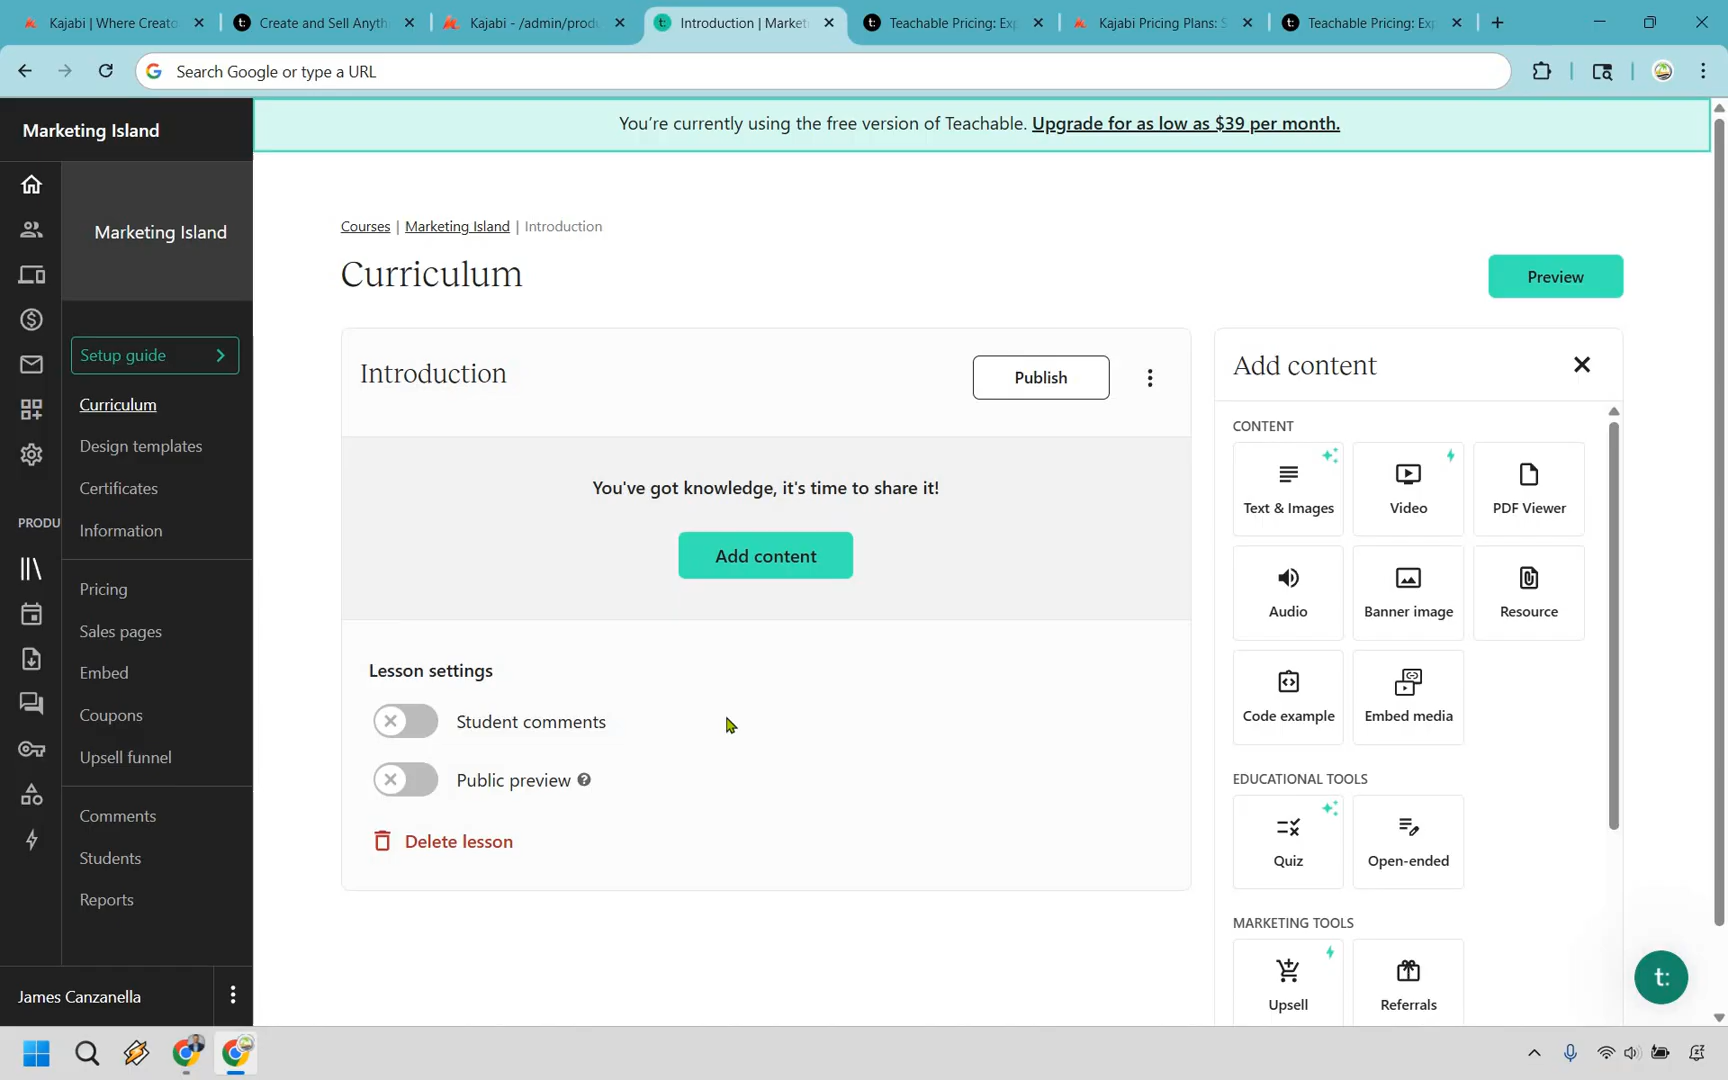 Kajabi | Where Creato
Create and Sell Anyth
Kajabi - /admin/prod
Introduction | Market
Teachable Pricing: Ex
Kajabi Pricing Plans: S
Teachable Pricing: Ex
Search Google or type a URL
Marketing Island
You're currently using the free version of Teachable. Upgrade for as low as $39 per month.
Marketing Island
Courses | Marketing Island | Introduction
Curriculum
Preview
Setup guide
Curriculum
Design templates
Certificates
Information
PRODU
Pricing
Sales pages
Embed
Coupons
Upsell funnel
Comments
Students
Reports
James Canzanella
Introduction
Publish
You've got knowledge, it's time to share it!
Add content
Lesson settings
Student comments
Public preview
Delete lesson
Add content
CONTENT
Text & Images
Video
PDF Viewer
Audio
Banner image
Resource
Code example
Embed media
EDUCATIONAL TOOLS
Quiz
Open-ended
MARKETING TOOLS
Upsell
Referrals
t: